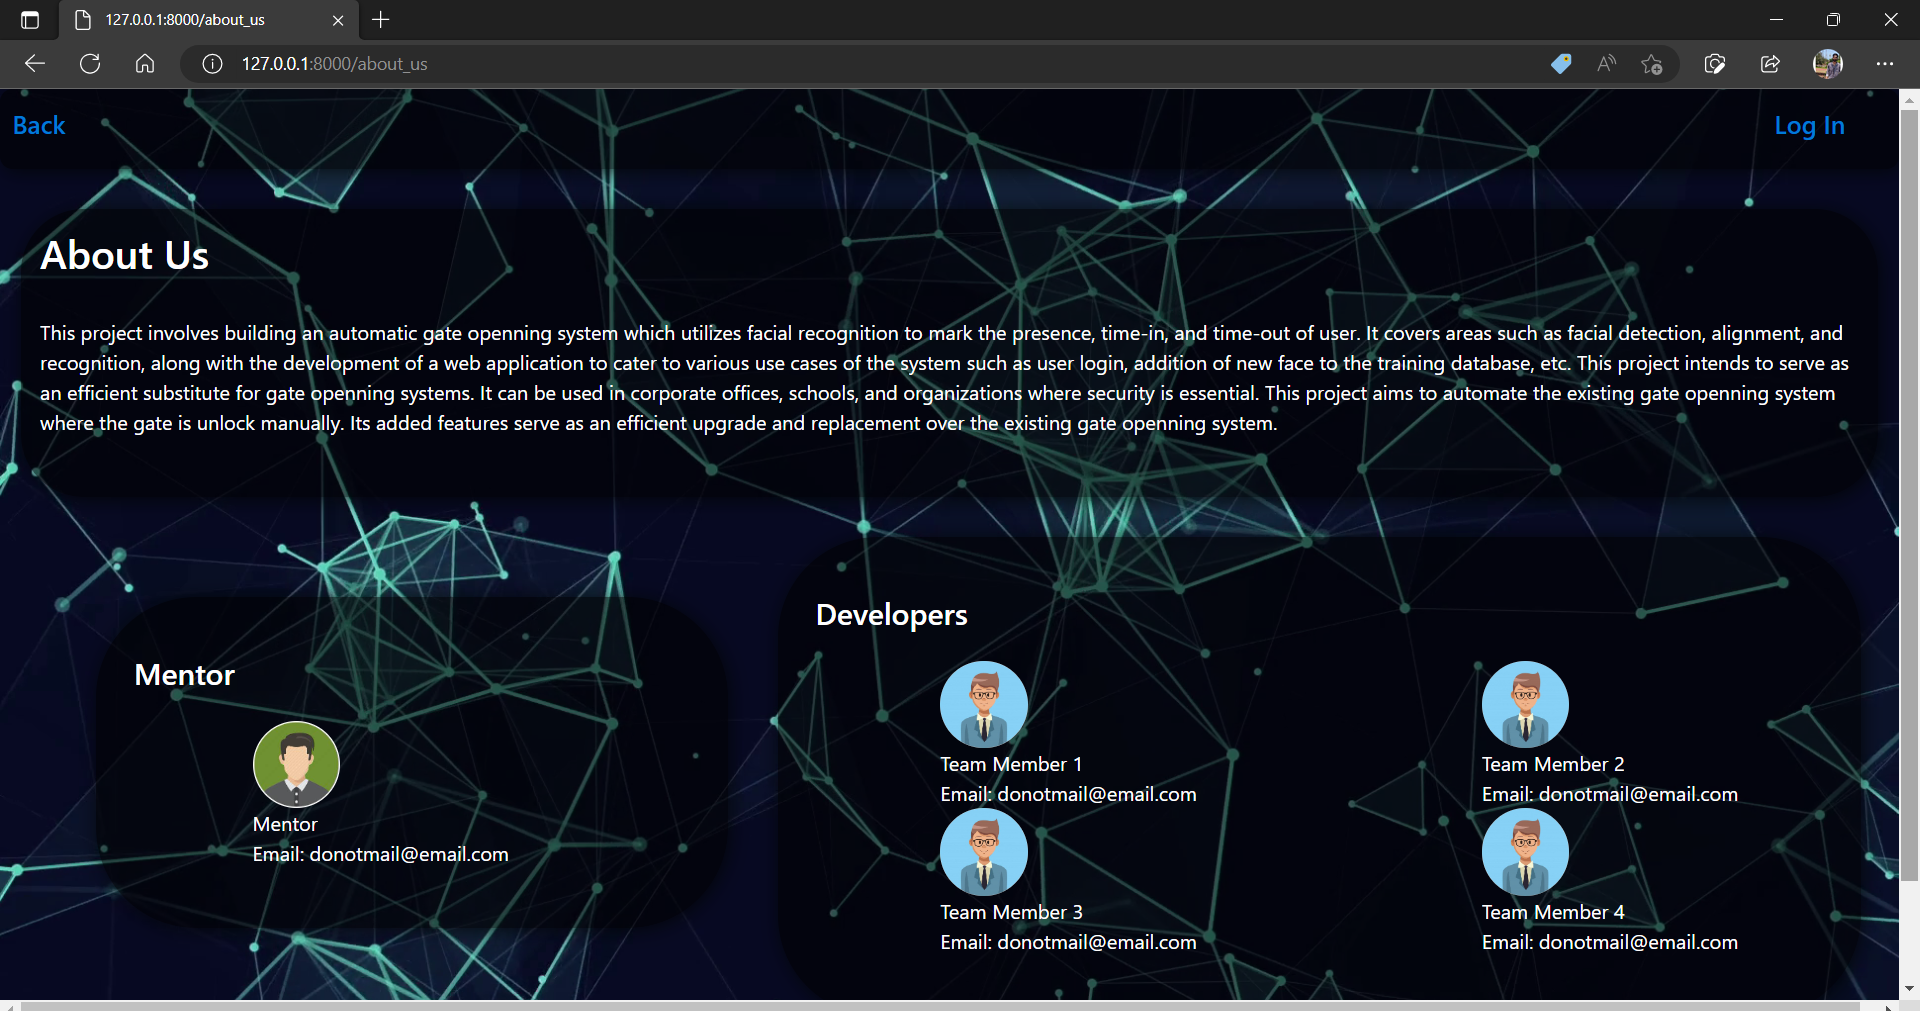 127.0.0.1:8000/about_us
127.0.0.1:8000/about_us
Back
Log In
About Us
This project involves building an automatic gate openning system which utilizes facial recognition to mark the presence, time-in, and time-out of user. It covers areas such as facial detection, alignment, and
recognition, along with the development of a web application to cater to various use cases of the system such as user login, addition of new face to the training database, etc. This project intends to serve as
an efficient substitute for gate openning systems. It can be used in corporate offices, schools, and organizations where security is essential. This project aims to automate the existing gate openning system
where the gate is unlock manually. Its added features serve as an efficient upgrade and replacement over the existing gate openning system.
Mentor
Mentor
Email: donotmail@email.com
Developers
Team Member 1
Email: donotmail@email.com
Team Member 2
Email: donotmail@email.com
Team Member 3
Email: donotmail@email.com
Team Member 4
Email: donotmail@email.com